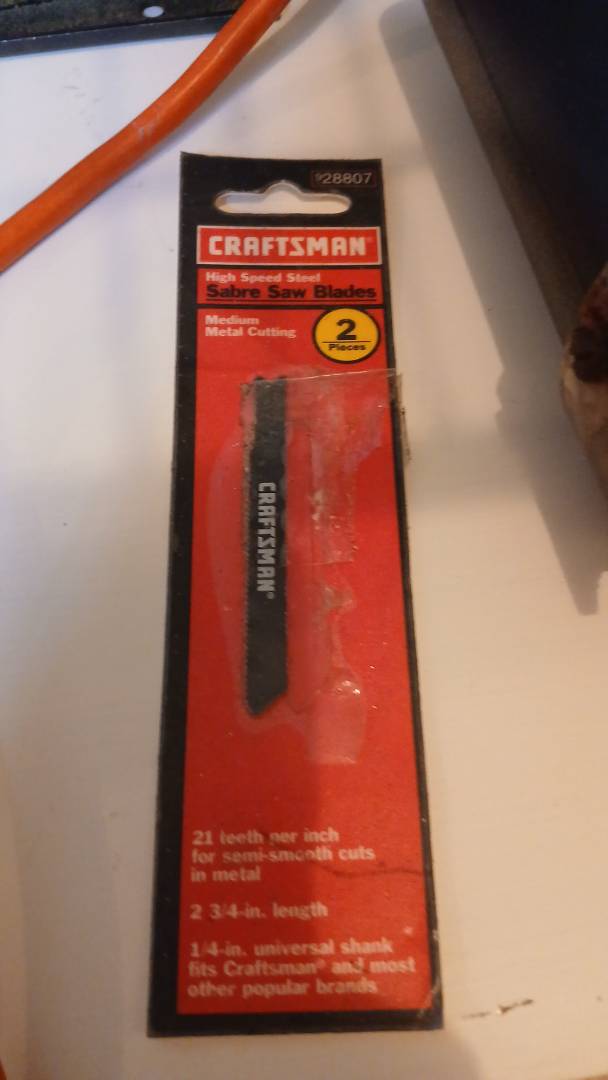 928807
CRAFTSMAN®
High Speed Steel
Sabre Saw Blades
Medium
Metal Cutting
2
Pieces
CRAFTSMAN®
21 teeth per inch
for semi-smooth cuts
in metal
2 3/4-in. length
1/4-in. universal shank
fits Craftsman® and most
other popular brands